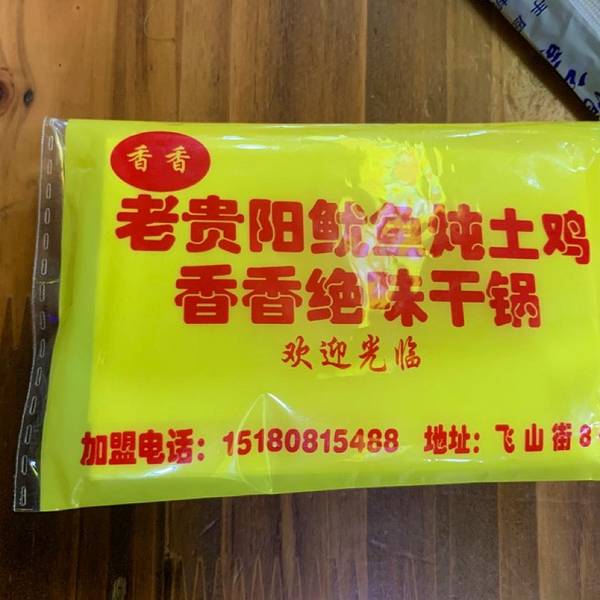 香香
老贵阳鱿鱼炖土鸡
香香绝味干锅
欢迎光临
加盟电话：15180815488 地址：飞山街8